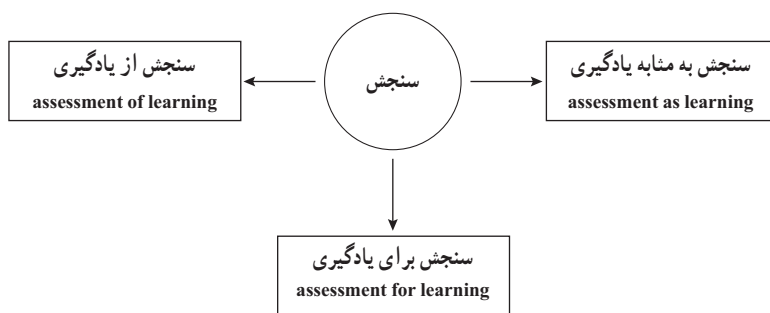 سنجش به مثابه یادگیری
assessment as learning
سنجش
سنجش از یادگیری
assessment of learning
سنجش برای یادگیری
assessment for learning